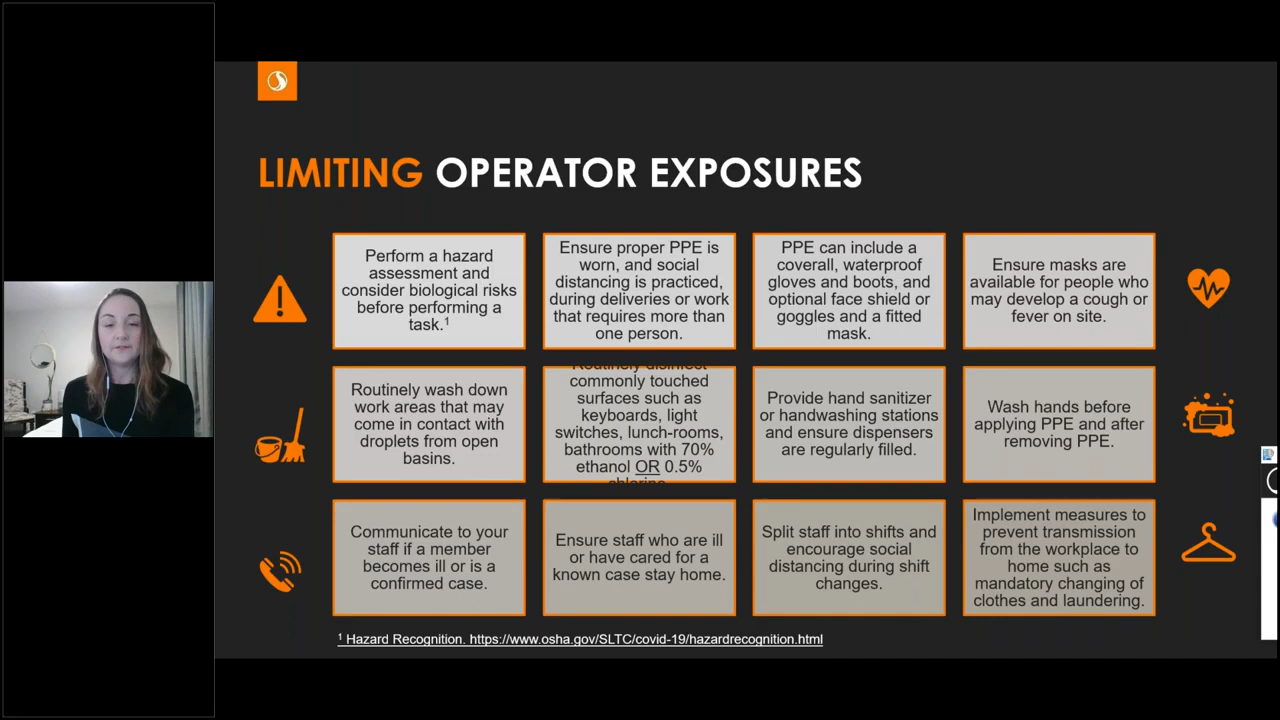 LIMITING OPERATOR EXPOSURES
Perform a hazard
assessment and
consider biological risks
before performing a
task.¹
Ensure proper PPE is
worn, and social
distancing is practiced,
during deliveries or work
that requires more than
one person.
PPE can include a
coverall, waterproof
gloves and boots, and
optional face shield or
goggles and a fitted
mask.
Ensure masks are
available for people who
may develop a cough or
fever on site.
Routinely wash down
work areas that may
come in contact with
droplets from open
basins.
Routinely disinfect
commonly touched
surfaces such as
keyboards, light
switches, lunch-rooms,
bathrooms with 70%
ethanol OR 0.5%
chlorine
Provide hand sanitizer
or handwashing stations
and ensure dispensers
are regularly filled.
Wash hands before
applying PPE and after
removing PPE.
Communicate to your
staff if a member
becomes ill or is a
confirmed case.
Ensure staff who are ill
or have cared for a
known case stay home.
Split staff into shifts and
encourage social
distancing during shift
changes.
Implement measures to
prevent transmission
from the workplace to
home such as
mandatory changing of
clothes and laundering.
¹ Hazard Recognition. https://www.osha.gov/SLTC/covid-19/hazardrecognition.html